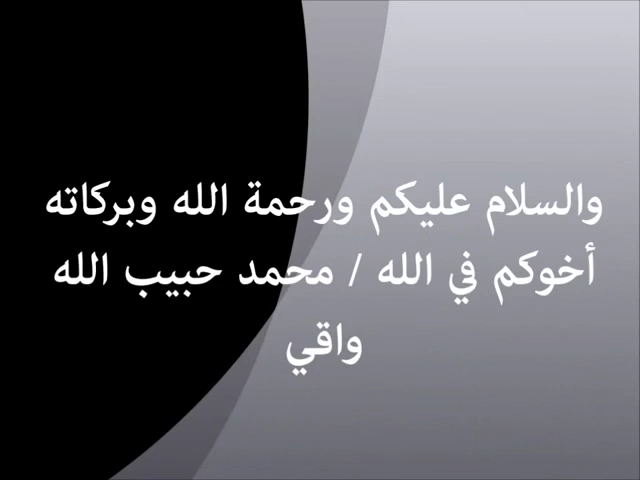 والسلام عليكم ورحمة الله وبركاته
أخوكم في الله / محمد حبيب الله
واقي